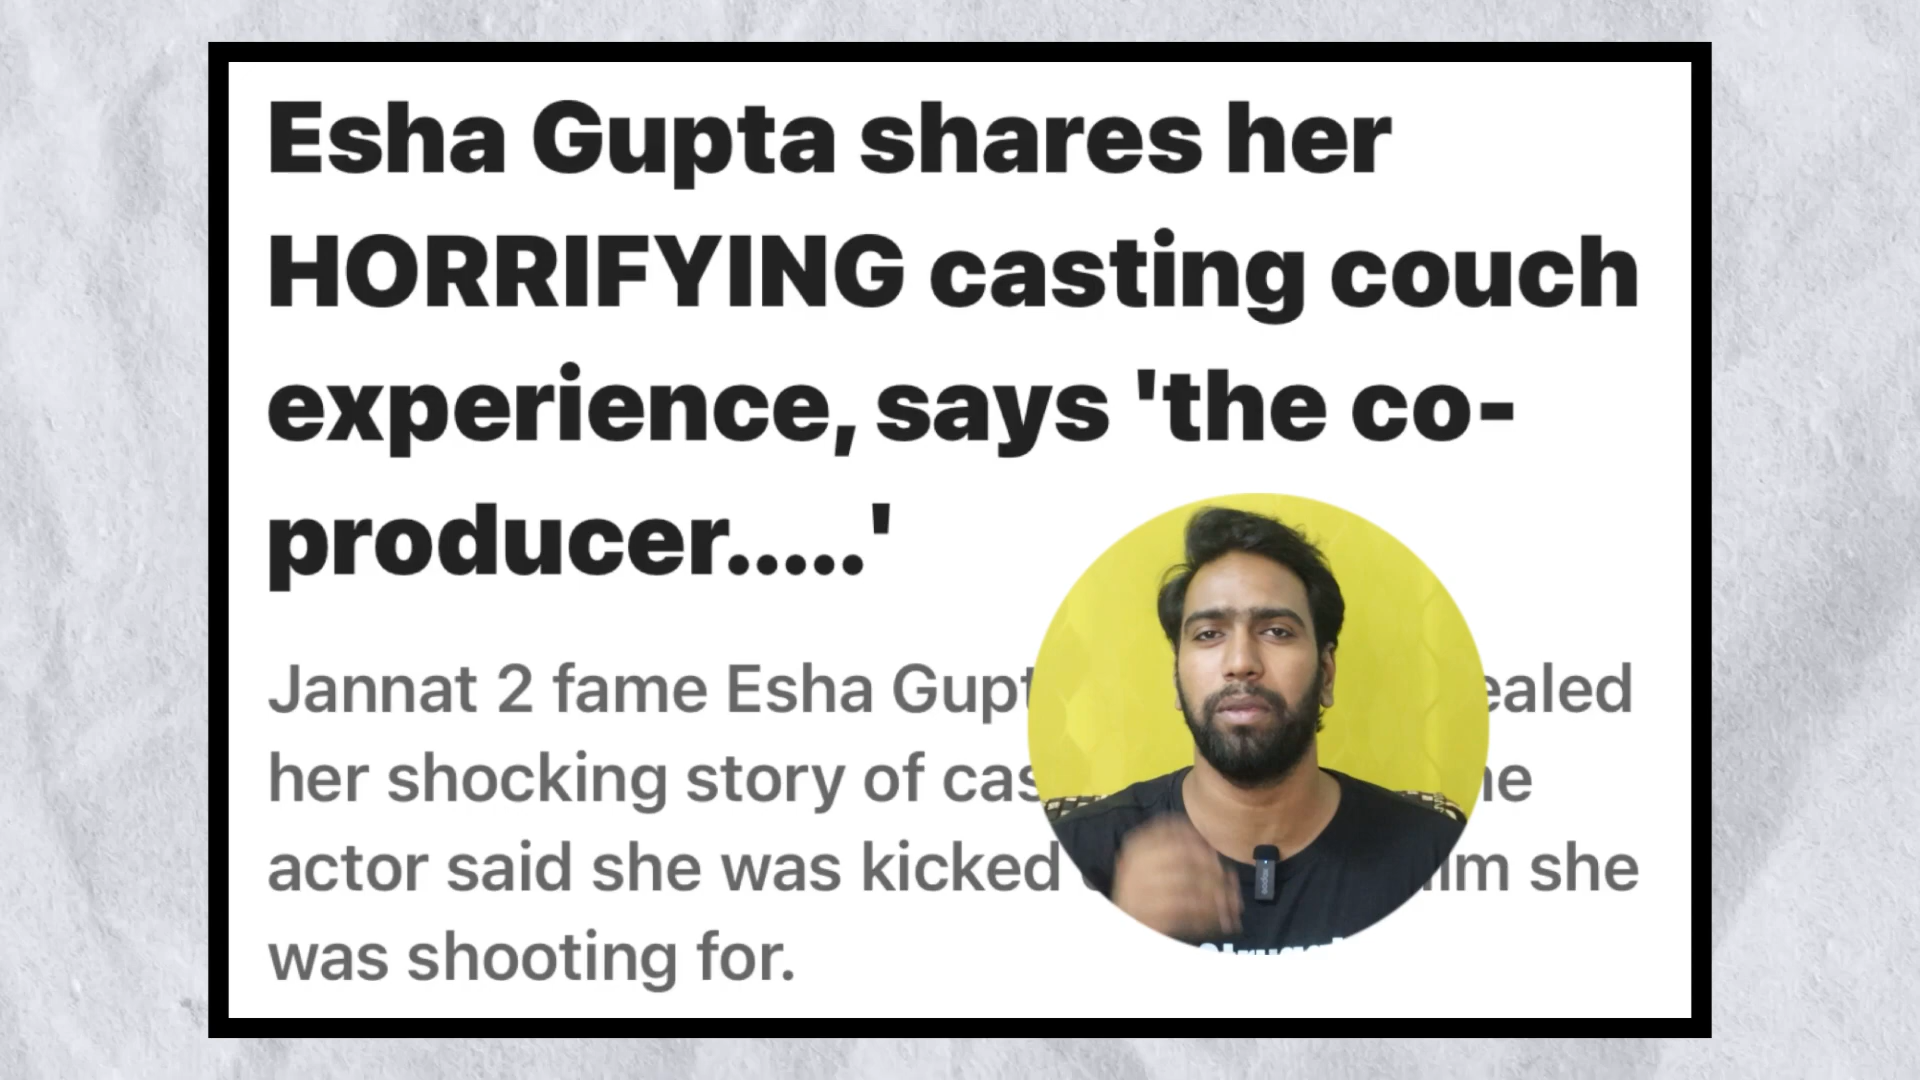 Esha Gupta shares her
HORRIFYING casting couch
experience, says 'the co-
producer.....'
Jannat 2 fame Esha
her shocking story of
actor said she was kicked she
was shooting for.